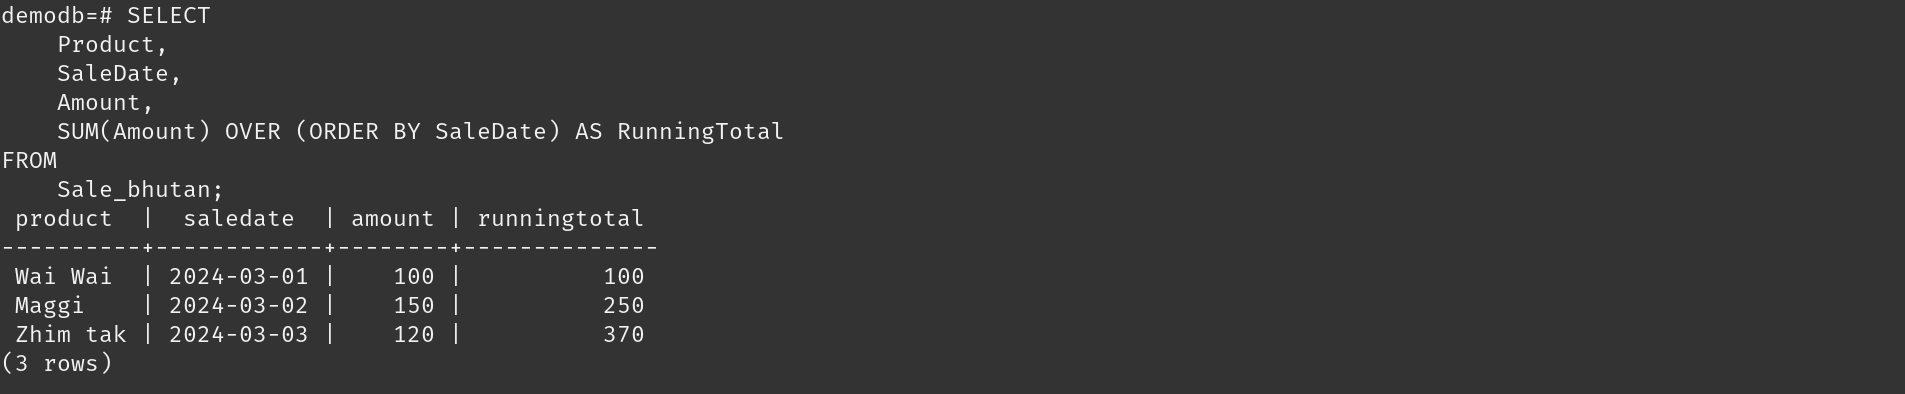 demodb=# SELECT
    Product,
    SaleDate,
    Amount,
    SUM(Amount) OVER (ORDER BY SaleDate) AS RunningTotal
FROM
    Sale_bhutan;
 product  |  saledate  | amount | runningtotal
----------+------------+--------+--------------
 Wai Wai  | 2024-03-01 |    100 |          100
 Maggi    | 2024-03-02 |    150 |          250
 Zhim tak | 2024-03-03 |    120 |          370
(3 rows)